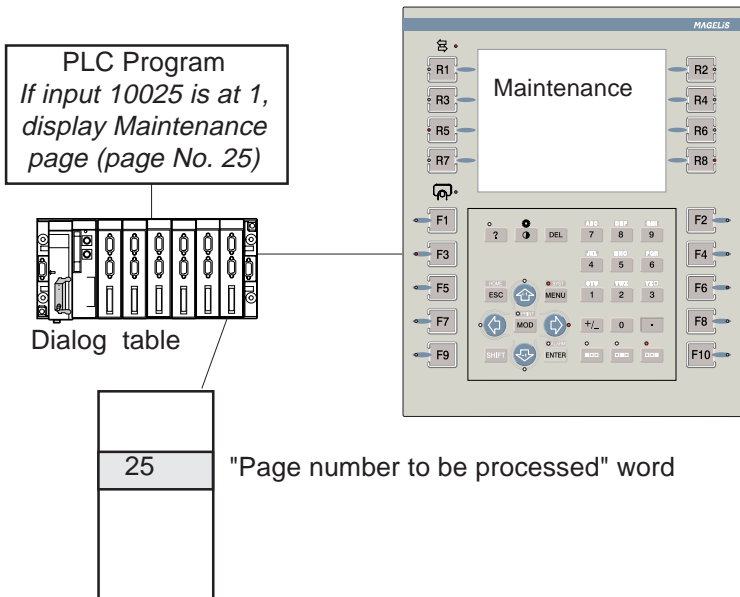 MAGELiS
PLC Program
If input 10025 is at 1,
display Maintenance
page (page No. 25)
Maintenance
R1
R2
R3
R4
R5
R6
R7
R8
F1
F2
F3
F4
F5
F6
F7
F8
F9
F10
?
DEL
7
8
9
4
5
6
ESC
MENU
1
2
3
MOD
+/_
0
.
SHIFT
ENTER
Dialog table
25
"Page number to be processed" word